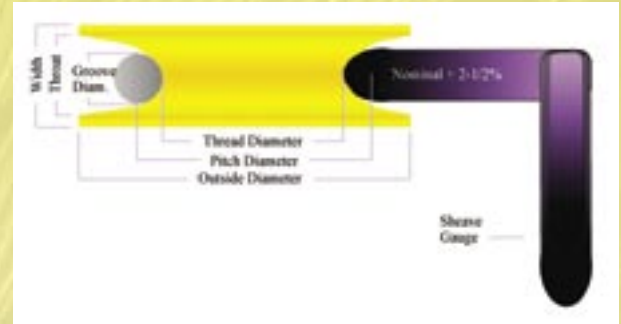 Width
Throat
Groove
Diam.
Nominal + 2-1/2%
Thread Diameter
Pitch Diameter
Outside Diameter
Sheave
Gauge